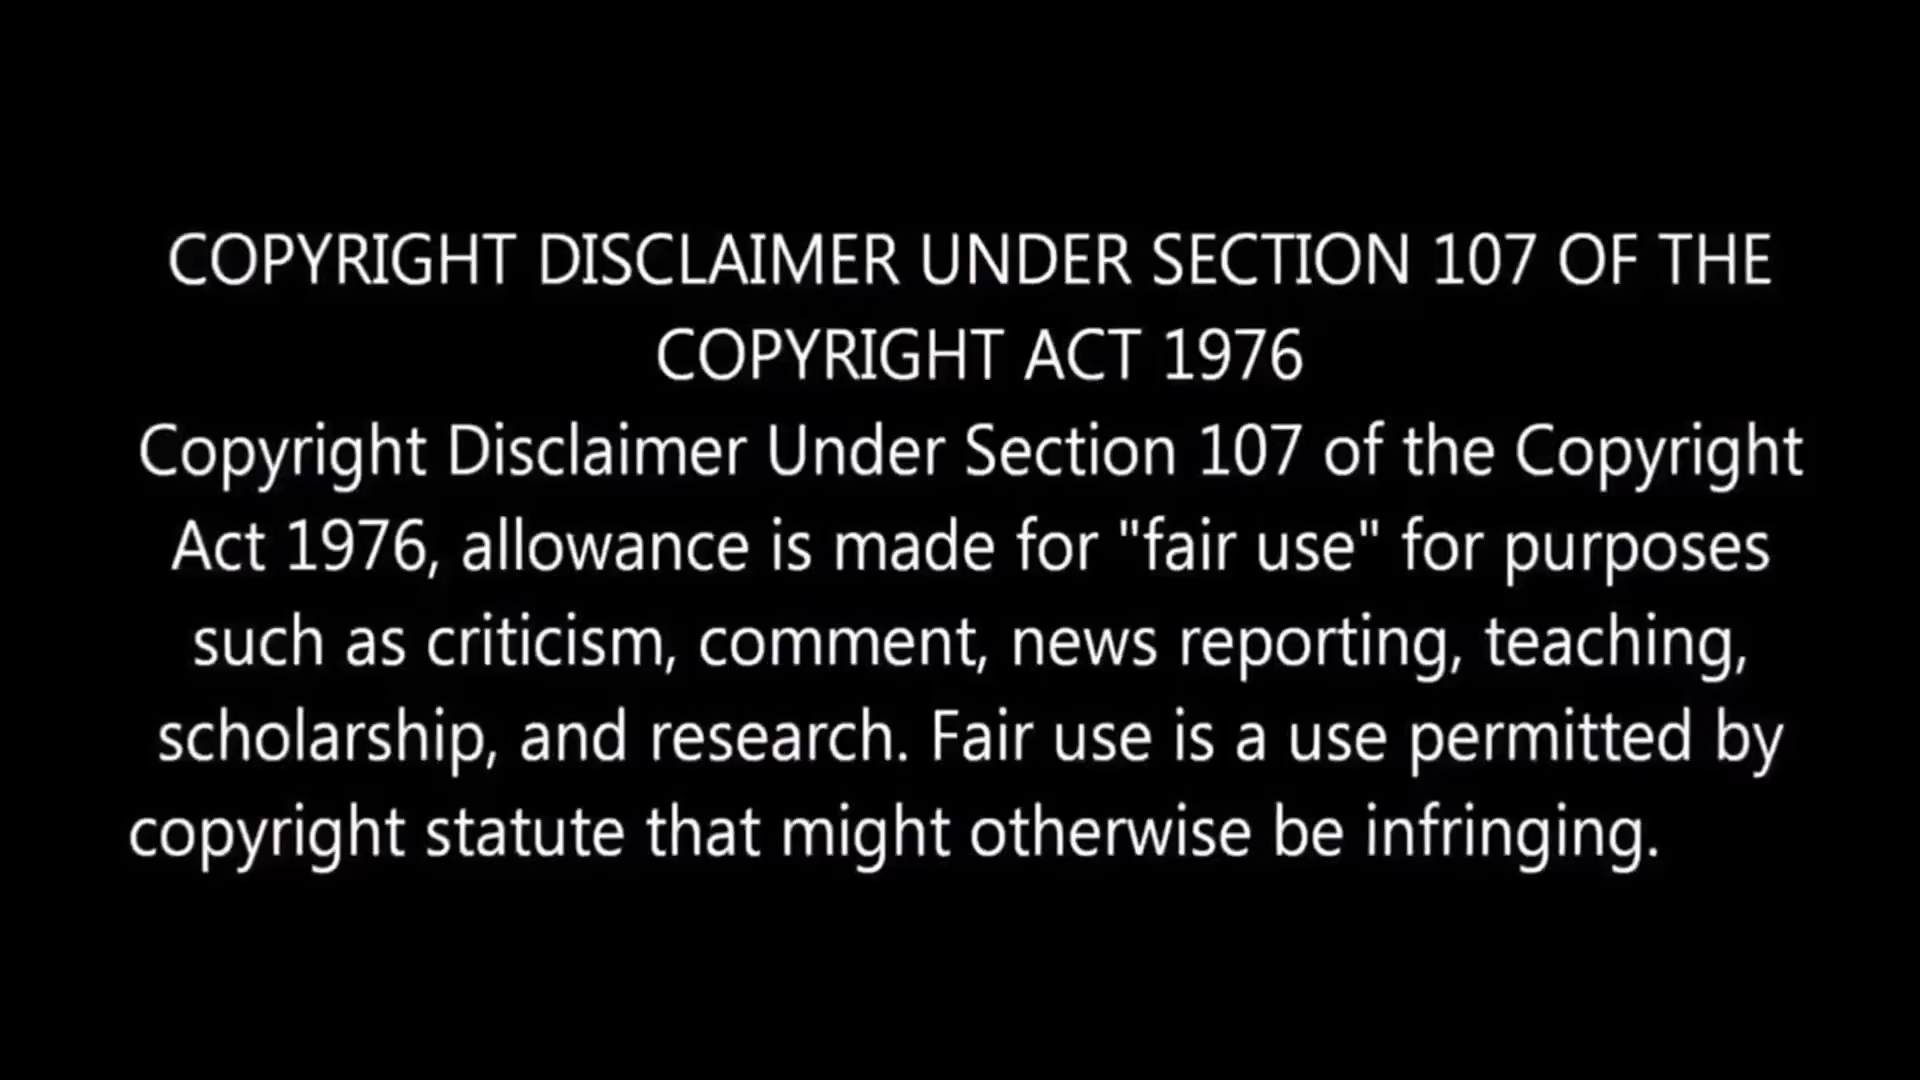 COPYRIGHT DISCLAIMER UNDER SECTION 107 OF THE
COPYRIGHT ACT 1976
Copyright Disclaimer Under Section 107 of the Copyright
Act 1976, allowance is made for "fair use" for purposes
such as criticism, comment, news reporting, teaching,
scholarship, and research. Fair use is a use permitted by
copyright statute that might otherwise be infringing.